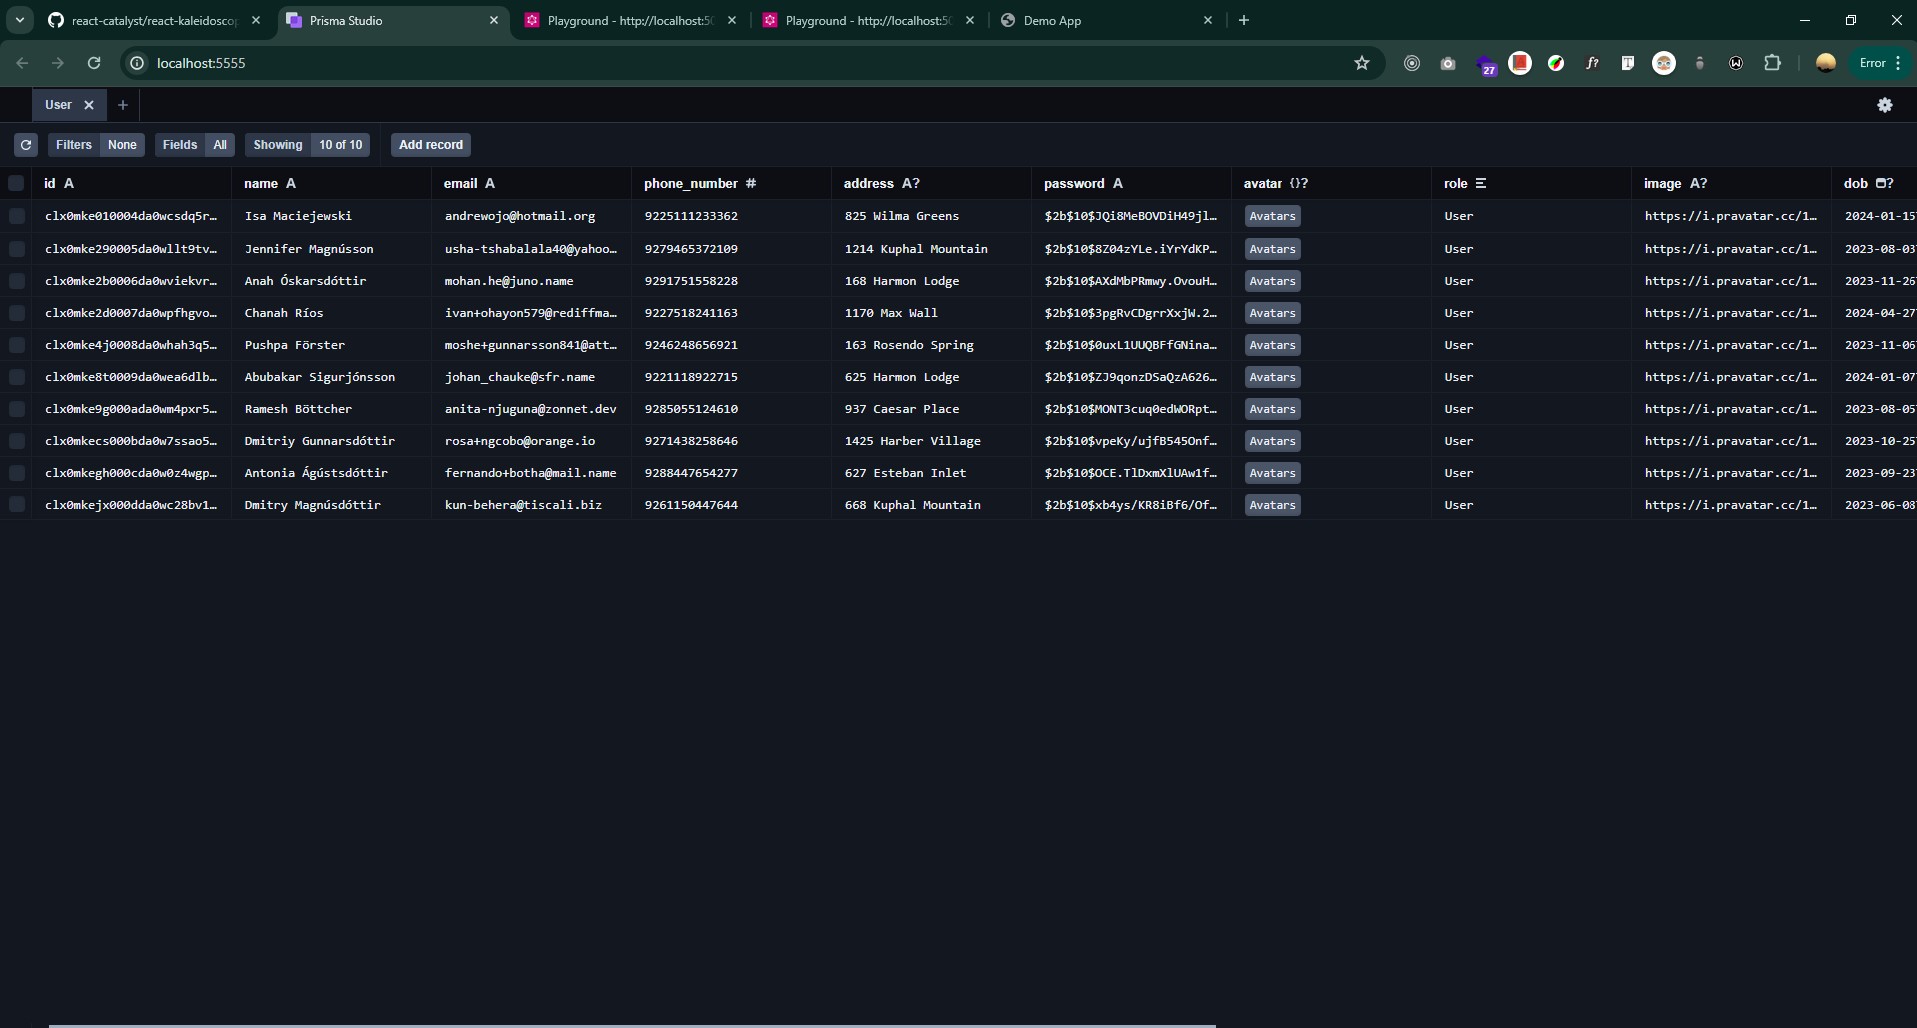 react-catalyst/react-kaleidoscop Prisma Studio Playground - http://localhost:50 Playground - http://localhost:50 Demo App
localhost:5555 27 f? T W Error
User
Filters None Fields All Showing 10 of 10 Add record
id A name A email A phone_number # address A? password A avatar {}? role image A? dob ?
clx0mke010004da0wcsdq5r… Isa Maciejewski andrewojo@hotmail.org 9225111233362 825 Wilma Greens $2b$10$JQi8MeBOVDiH49jl… Avatars User https://i.pravatar.cc/1… 2024-01-15
clx0mke290005da0wllt9tv… Jennifer Magnússon usha-tshabalala40@yahoo… 9279465372109 1214 Kuphal Mountain $2b$10$8Z04zYLe.iYrYdKP… Avatars User https://i.pravatar.cc/1… 2023-08-03
clx0mke2b0006da0wviekvr… Anah Óskarsdóttir mohan.he@juno.name 9291751558228 168 Harmon Lodge $2b$10$AXdMbPRmwy.OvouH… Avatars User https://i.pravatar.cc/1… 2023-11-26
clx0mke2d0007da0wpfhgvo… Chanah Ríos ivan+ohayon579@rediffma… 9227518241163 1170 Max Wall $2b$10$3pgRvCDgrrXxjW.2… Avatars User https://i.pravatar.cc/1… 2024-04-27
clx0mke4j0008da0whah3q5… Pushpa Förster moshe+gunnarsson841@att… 9246248656921 163 Rosendo Spring $2b$10$0uxL1UUQBFfGNina… Avatars User https://i.pravatar.cc/1… 2023-11-06
clx0mke8t0009da0wea6dlb… Abubakar Sigurjónsson johan_chauke@sfr.name 9221118922715 625 Harmon Lodge $2b$10$ZJ9qonzDSaQzA626… Avatars User https://i.pravatar.cc/1… 2024-01-07
clx0mke9g000ada0wm4pxr5… Ramesh Böttcher anita-njuguna@zonnet.dev 9285055124610 937 Caesar Place $2b$10$MONT3cuq0edWORpt… Avatars User https://i.pravatar.cc/1… 2023-08-05
clx0mkecs000bda0w7ssao5… Dmitriy Gunnarsdóttir rosa+ngcobo@orange.io 9271438258646 1425 Harber Village $2b$10$vpeKy/ujfB545Onf… Avatars User https://i.pravatar.cc/1… 2023-10-25
clx0mkegh000cda0w0z4wgp… Antonia Ágústsdóttir fernando+botha@mail.name 9288447654277 627 Esteban Inlet $2b$10$OCE.TlDxmXlUAw1f… Avatars User https://i.pravatar.cc/1… 2023-09-23
clx0mkejx000dda0wc28bv1… Dmitry Magnúsdóttir kun-behera@tiscali.biz 9261150447644 668 Kuphal Mountain $2b$10$xb4ys/KR8iBf6/Of… Avatars User https://i.pravatar.cc/1… 2023-06-08